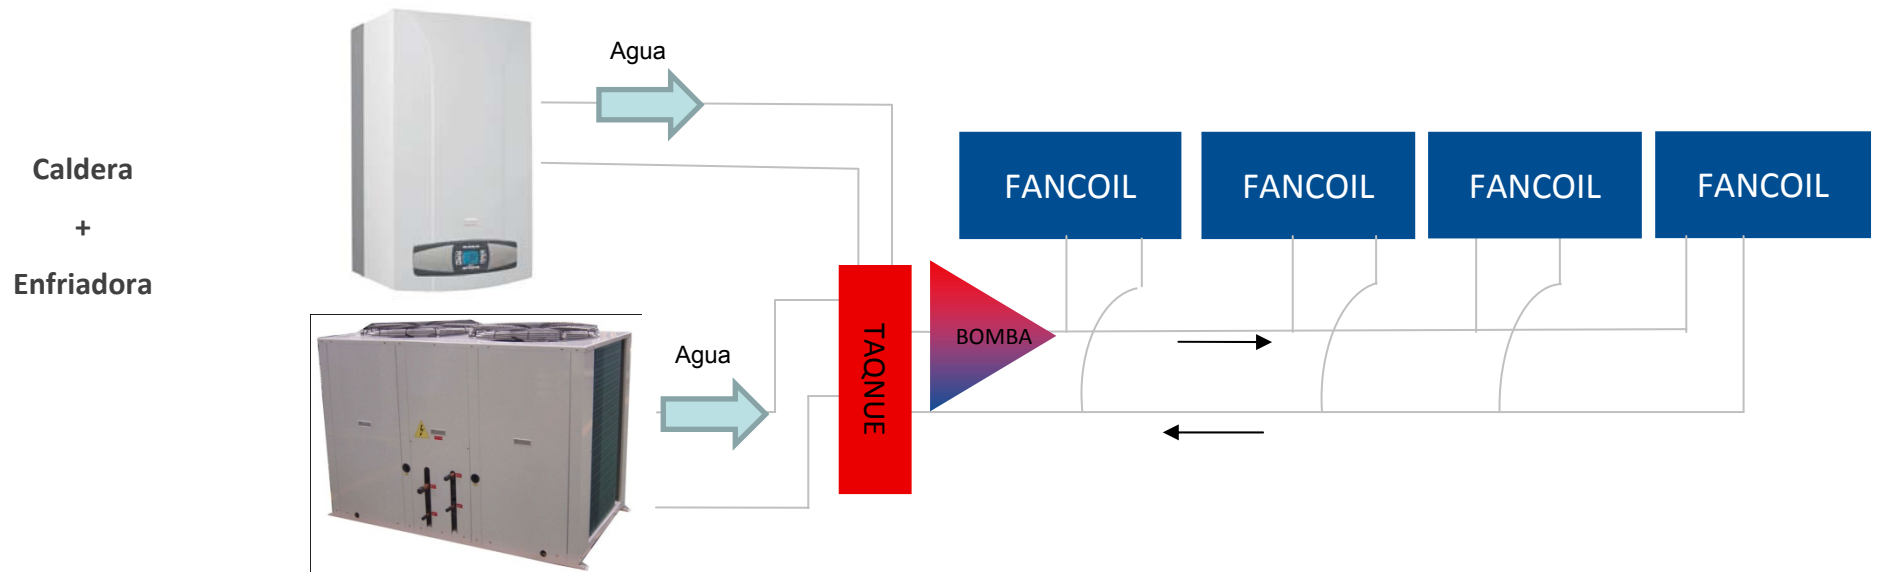 Caldera
+
Enfriadora
Agua
Agua
TAQNUE
BOMBA
FANCOIL
FANCOIL
FANCOIL
FANCOIL